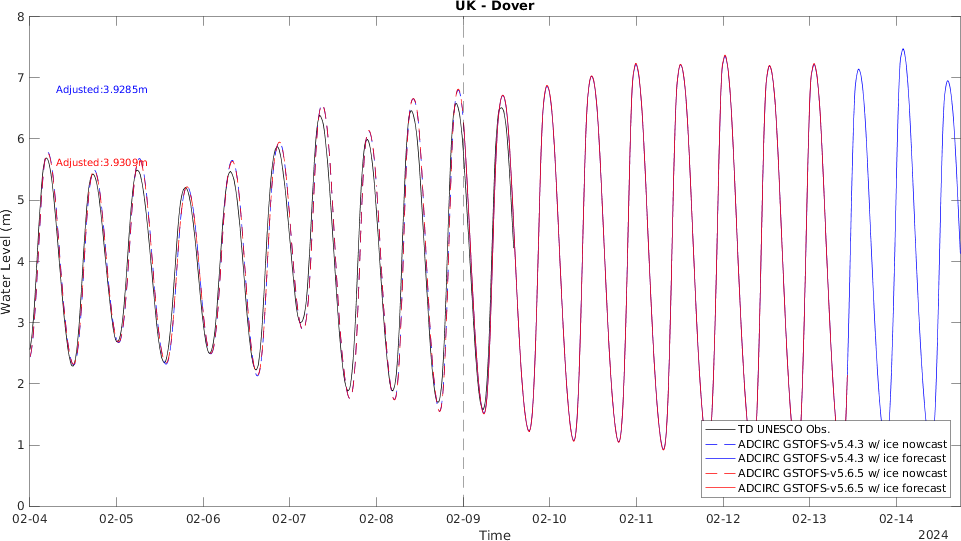 UK - Dover
8
7
6
5
4
3
2
1
0
Water Level (m)
Adjusted:3.9285m
Adjusted:3.9309m
TD UNESCO Obs.
ADCIRC GSTOFS-v5.4.3 w/ ice nowcast
ADCIRC GSTOFS-v5.4.3 w/ ice forecast
ADCIRC GSTOFS-v5.6.5 w/ ice nowcast
ADCIRC GSTOFS-v5.6.5 w/ ice forecast
02-04 02-05 02-06 02-07 02-08 02-09 02-10 02-11 02-12 02-13 02-14
Time
2024